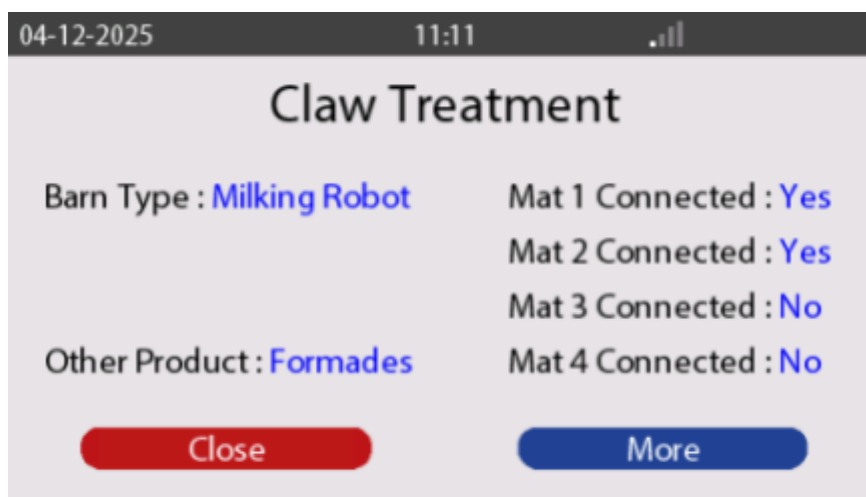 04-12-2025 11:11
Claw Treatment
Barn Type : Milking Robot
Mat 1 Connected : Yes
Mat 2 Connected : Yes
Mat 3 Connected : No
Other Product : Formades
Mat 4 Connected : No
Close
More